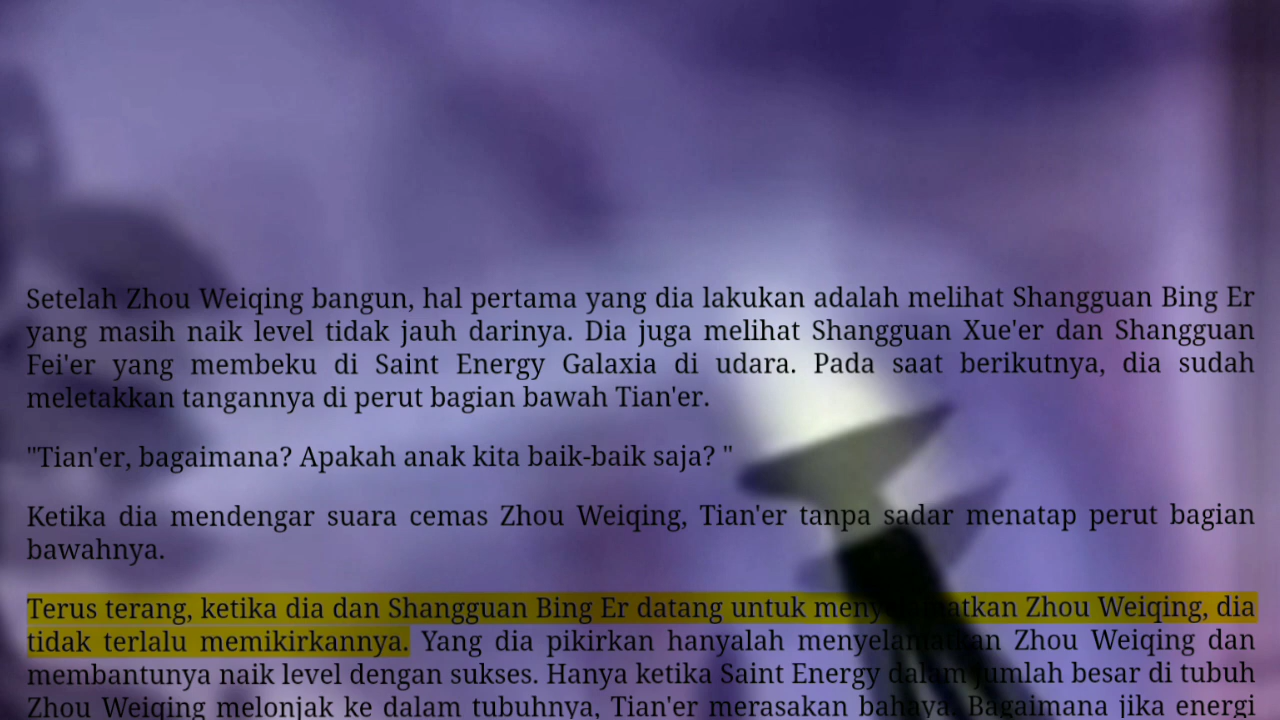 Setelah Zhou Weiqing bangun, hal pertama yang dia lakukan adalah melihat Shangguan Bing Er
yang masih naik level tidak jauh darinya. Dia juga melihat Shangguan Xue'er dan Shangguan
Fei'er yang membeku di Saint Energy Galaxia di udara. Pada saat berikutnya, dia sudah
meletakkan tangannya di perut bagian bawah Tian'er.
"Tian'er, bagaimana? Apakah anak kita baik-baik saja? "
Ketika dia mendengar suara cemas Zhou Weiqing, Tian'er tanpa sadar menatap perut bagian
bawahnya.
Terus terang, ketika dia dan Shangguan Bing Er datang untuk menyelamatkan Zhou Weiqing, dia
tidak terlalu memikirkannya. Yang dia pikirkan hanyalah menyelamatkan Zhou Weiqing dan
membantunya naik level dengan sukses. Hanya ketika Saint Energy dalam jumlah besar di tubuh
Zhou Weiqing melonjak ke dalam tubuhnya, Tian'er merasakan bahaya. Bagaimana jika energi